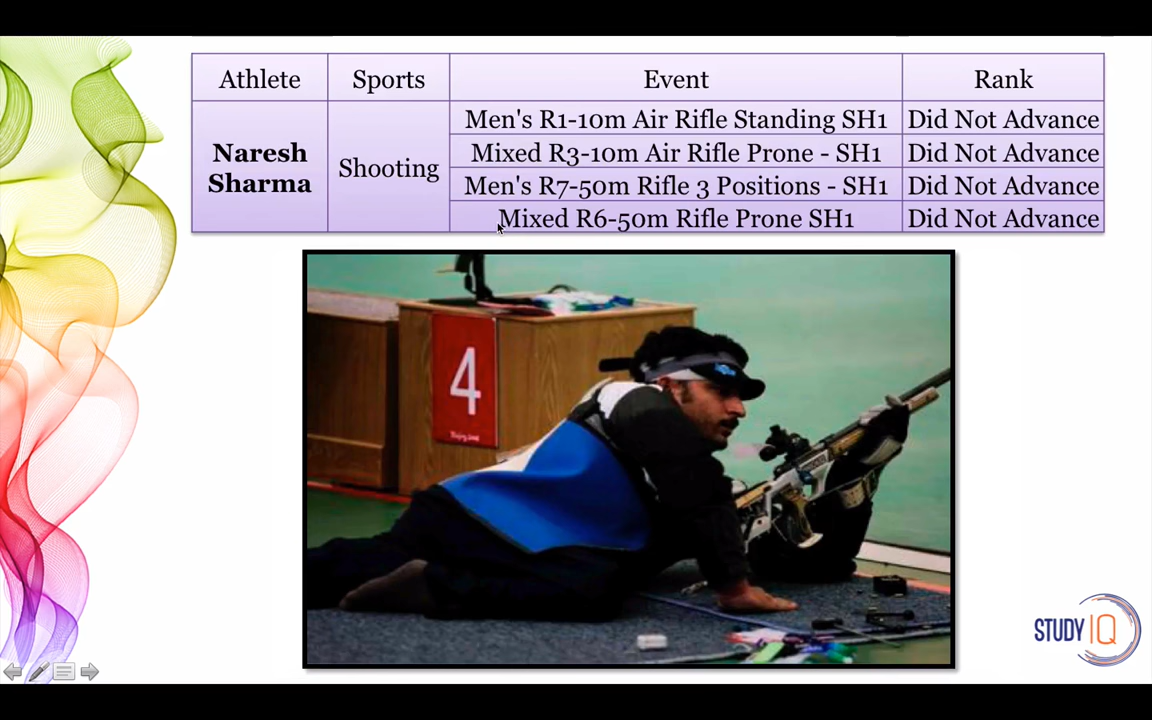 Athlete Sports Event Rank
Naresh Sharma Shooting
Men's R1-10m Air Rifle Standing SH1 Did Not Advance
Mixed R3-10m Air Rifle Prone - SH1 Did Not Advance
Men's R7-50m Rifle 3 Positions - SH1 Did Not Advance
Mixed R6-50m Rifle Prone SH1 Did Not Advance
4
STUDY IQ